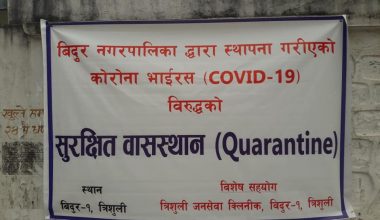 बिदुर नगरपालिका द्वारा स्थापना गरीएको
कोरोना भाईरस (COVID-19)
विरुद्धको
सुरक्षित वासस्थान (Quarantine)
स्थान
बिदुर-१, त्रिशुली
बिशेष सहयोग
त्रिशुली जनसेवा क्लिनीक, बिदुर-१, त्रिशुली